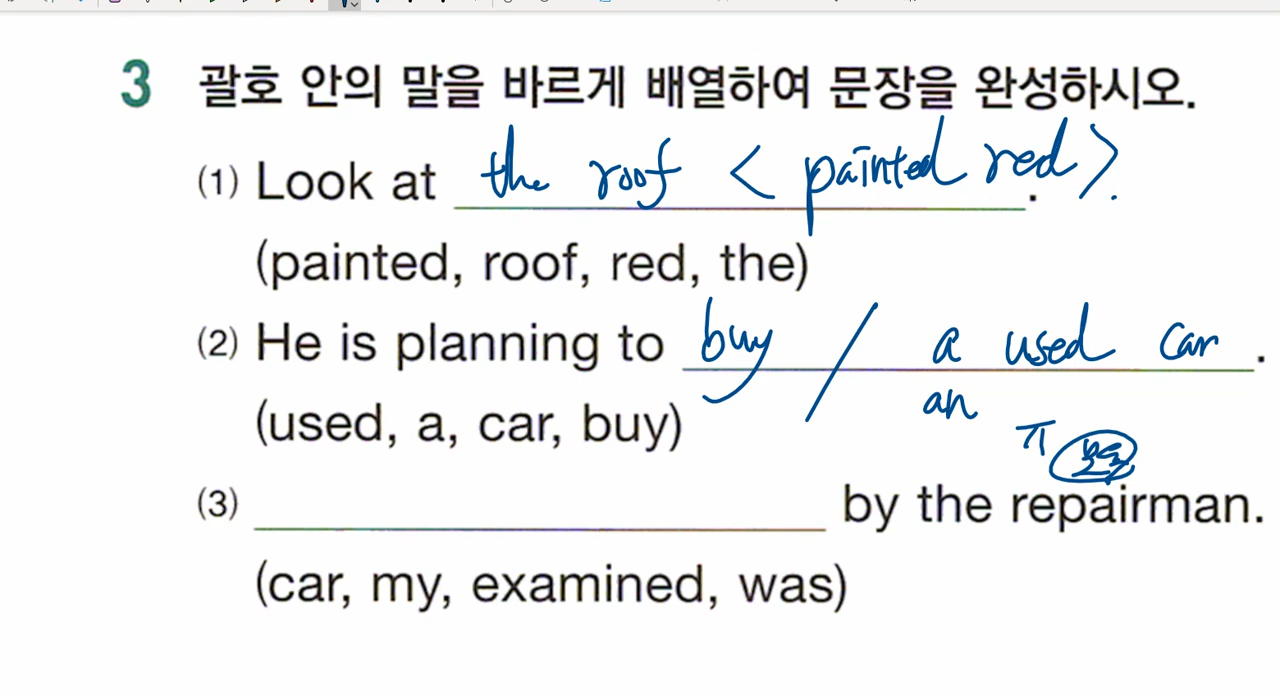 3 괄호 안의 말을 바르게 배열하여 문장을 완성하시오.
(1) Look at the roof < painted red > .
(painted, roof, red, the)
(2) He is planning to buy / a used car .
an
(used, a, car, buy)
(3) by the repairman.
(car, my, examined, was)